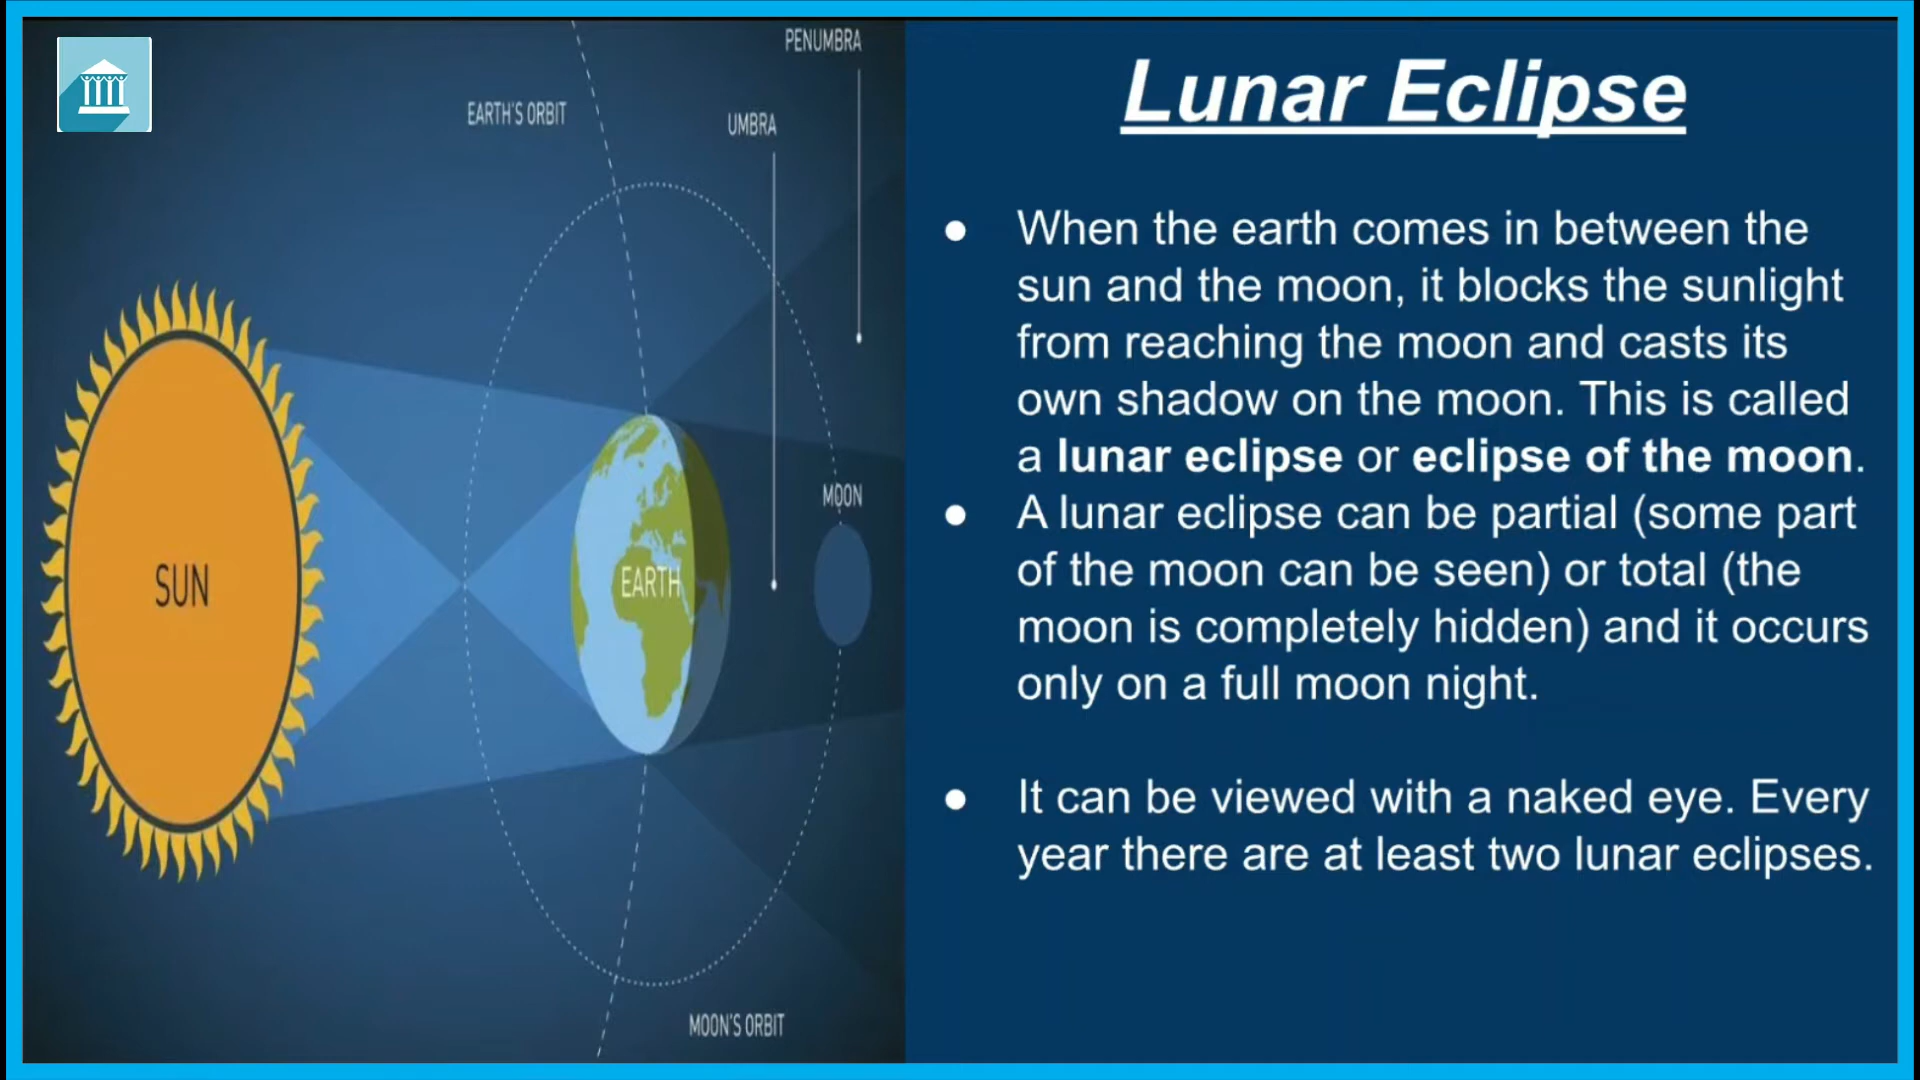 PENUMBRA
EARTH'S ORBIT
UMBRA
MOON
SUN
EARTH
MOON'S ORBIT
Lunar Eclipse
● When the earth comes in between the
sun and the moon, it blocks the sunlight
from reaching the moon and casts its
own shadow on the moon. This is called
a lunar eclipse or eclipse of the moon.
● A lunar eclipse can be partial (some part
of the moon can be seen) or total (the
moon is completely hidden) and it occurs
only on a full moon night.
● It can be viewed with a naked eye. Every
year there are at least two lunar eclipses.